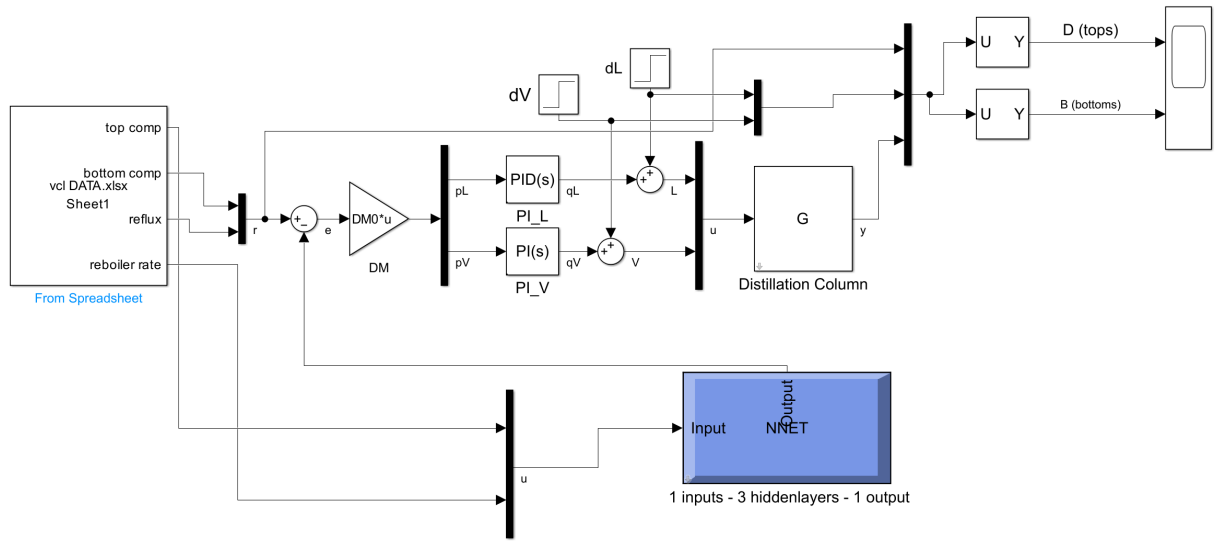 top comp
bottom comp
vcl DATA.xlsx
Sheet1
reflux
reboiler rate
From Spreadsheet
r
+
−
e
DM0*u
DM
pL
pV
PID(s)
PI_L
qL
PI(s)
PI_V
qV
dV
dL
+
+
L
+
+
V
u
G
Distillation Column
y
U Y
D (tops)
U Y
B (bottoms)
u
Input
NNET
Output
1 inputs - 3 hiddenlayers - 1 output